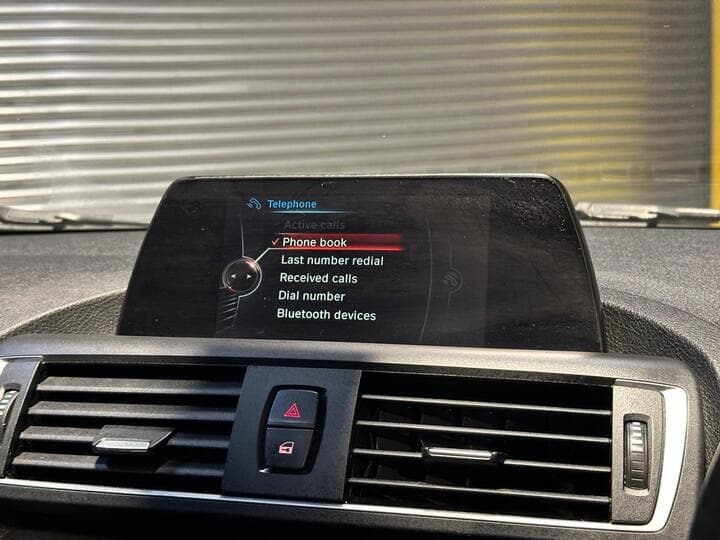 Telephone
Active calls
Phone book
Last number redial
Received calls
Dial number
Bluetooth devices